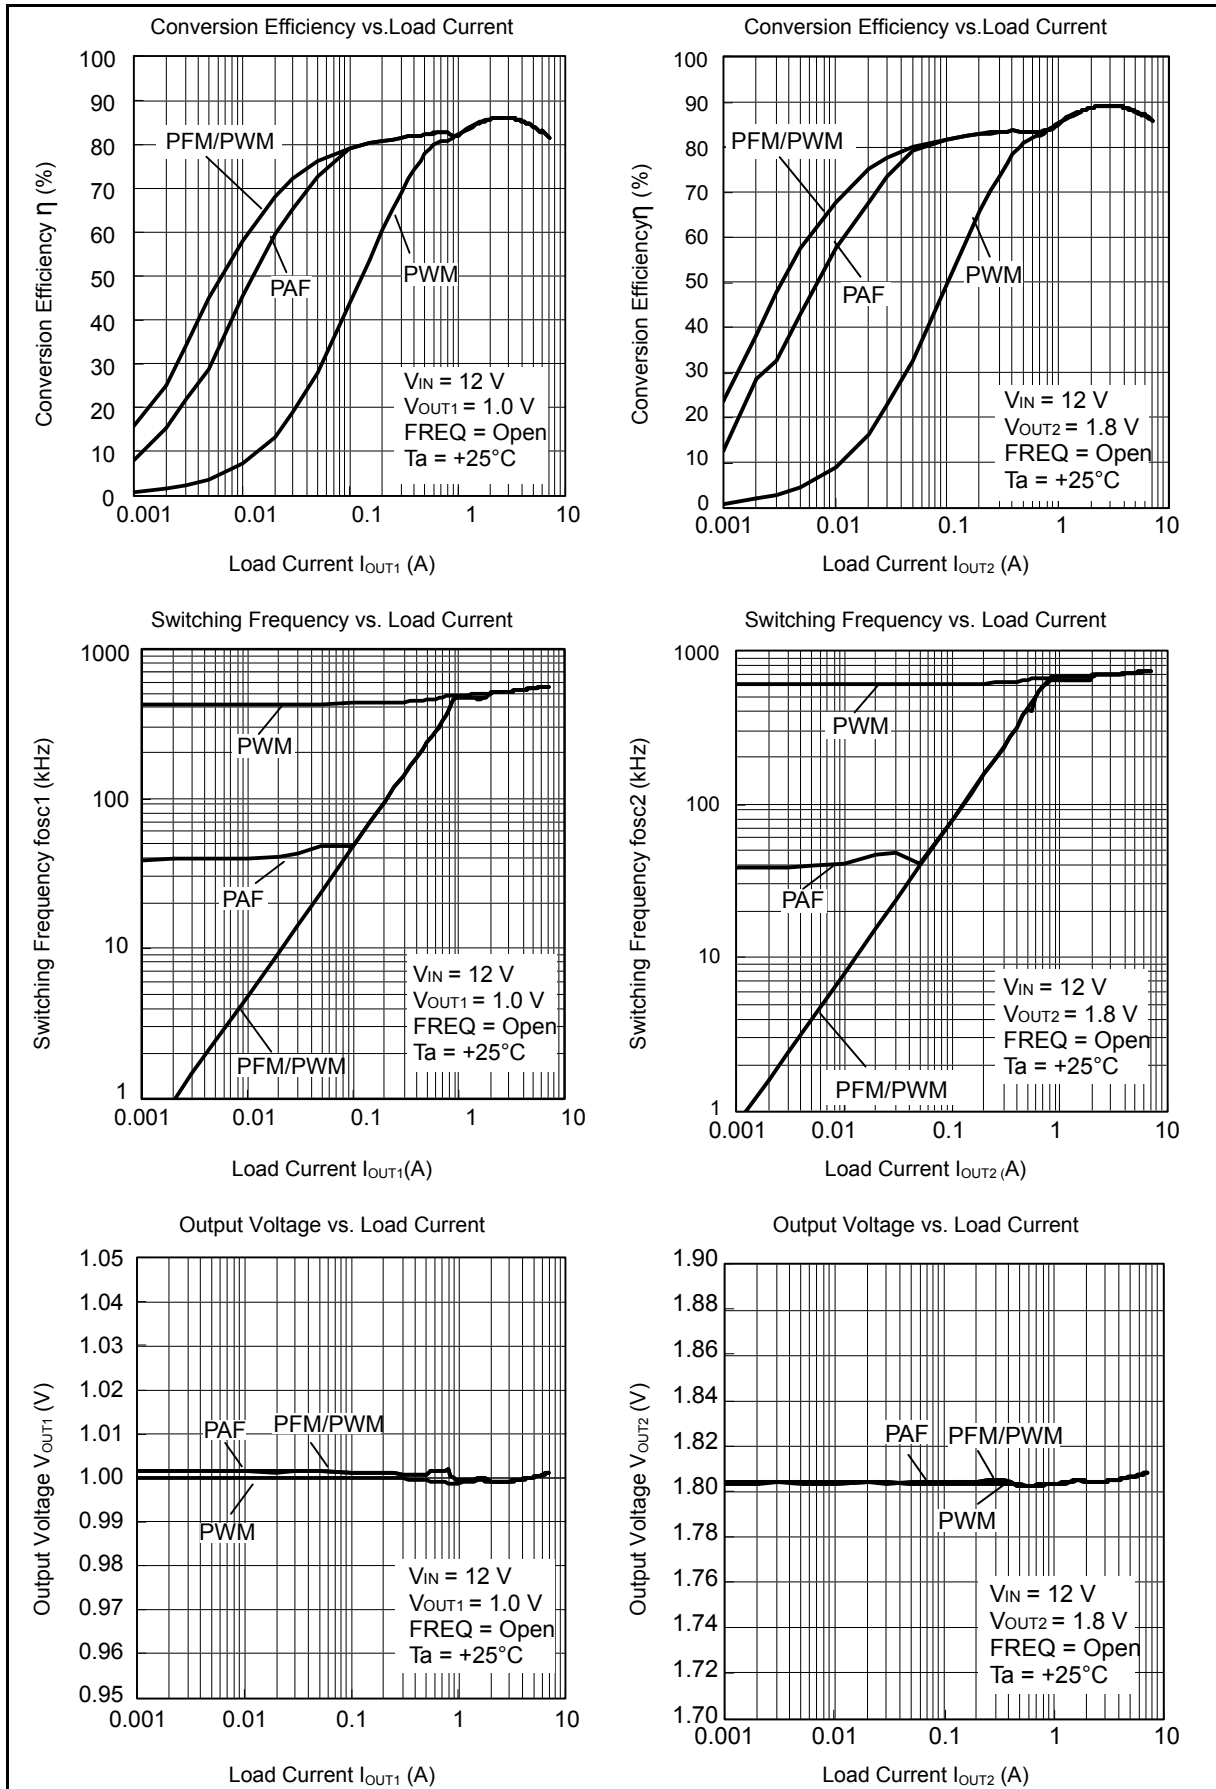 Conversion Efficiency vs.Load Current
Conversion Efficiency η (%)
100
90
80
70
60
50
40
30
20
10
0
PFM/PWM
PAF
PWM
VIN = 12 V
VOUT1 = 1.0 V
FREQ = Open
Ta = +25°C
0.001 0.01 0.1 1 10
Load Current IOUT1 (A)
Conversion Efficiency vs.Load Current
Conversion Efficiencyη (%)
100
90
80
70
60
50
40
30
20
10
0
PFM/PWM
PAF
PWM
VIN = 12 V
VOUT2 = 1.8 V
FREQ = Open
Ta = +25°C
0.001 0.01 0.1 1 10
Load Current IOUT2 (A)
Switching Frequency vs. Load Current
Switching Frequency fosc1 (kHz)
1000
100
10
1
PWM
PAF
PFM/PWM
VIN = 12 V
VOUT1 = 1.0 V
FREQ = Open
Ta = +25°C
0.001 0.01 0.1 1 10
Load Current IOUT1(A)
Switching Frequency vs. Load Current
Switching Frequency fosc2 (kHz)
1000
100
10
1
PWM
PAF
PFM/PWM
VIN = 12 V
VOUT2 = 1.8 V
FREQ = Open
Ta = +25°C
0.001 0.01 0.1 1 10
Load Current IOUT2 (A)
Output Voltage vs. Load Current
Output Voltage VOUT1 (V)
1.05
1.04
1.03
1.02
1.01
1.00
0.99
0.98
0.97
0.96
0.95
PAF PFM/PWM
PWM
VIN = 12 V
VOUT1 = 1.0 V
FREQ = Open
Ta = +25°C
0.001 0.01 0.1 1 10
Load Current IOUT1 (A)
Output Voltage vs. Load Current
Output Voltage VOUT2 (V)
1.90
1.88
1.86
1.84
1.82
1.80
1.78
1.76
1.74
1.72
1.70
PAF PFM/PWM
PWM
VIN = 12 V
VOUT2 = 1.8 V
FREQ = Open
Ta = +25°C
0.001 0.01 0.1 1 10
Load Current IOUT2 (A)